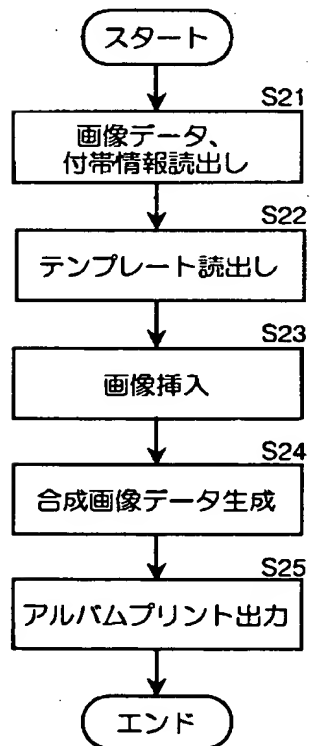 スタート
S21
画像データ、
付帯情報読出し
S22
テンプレート読出し
S23
画像挿入
S24
合成画像データ生成
S25
アルバムプリント出力
エンド